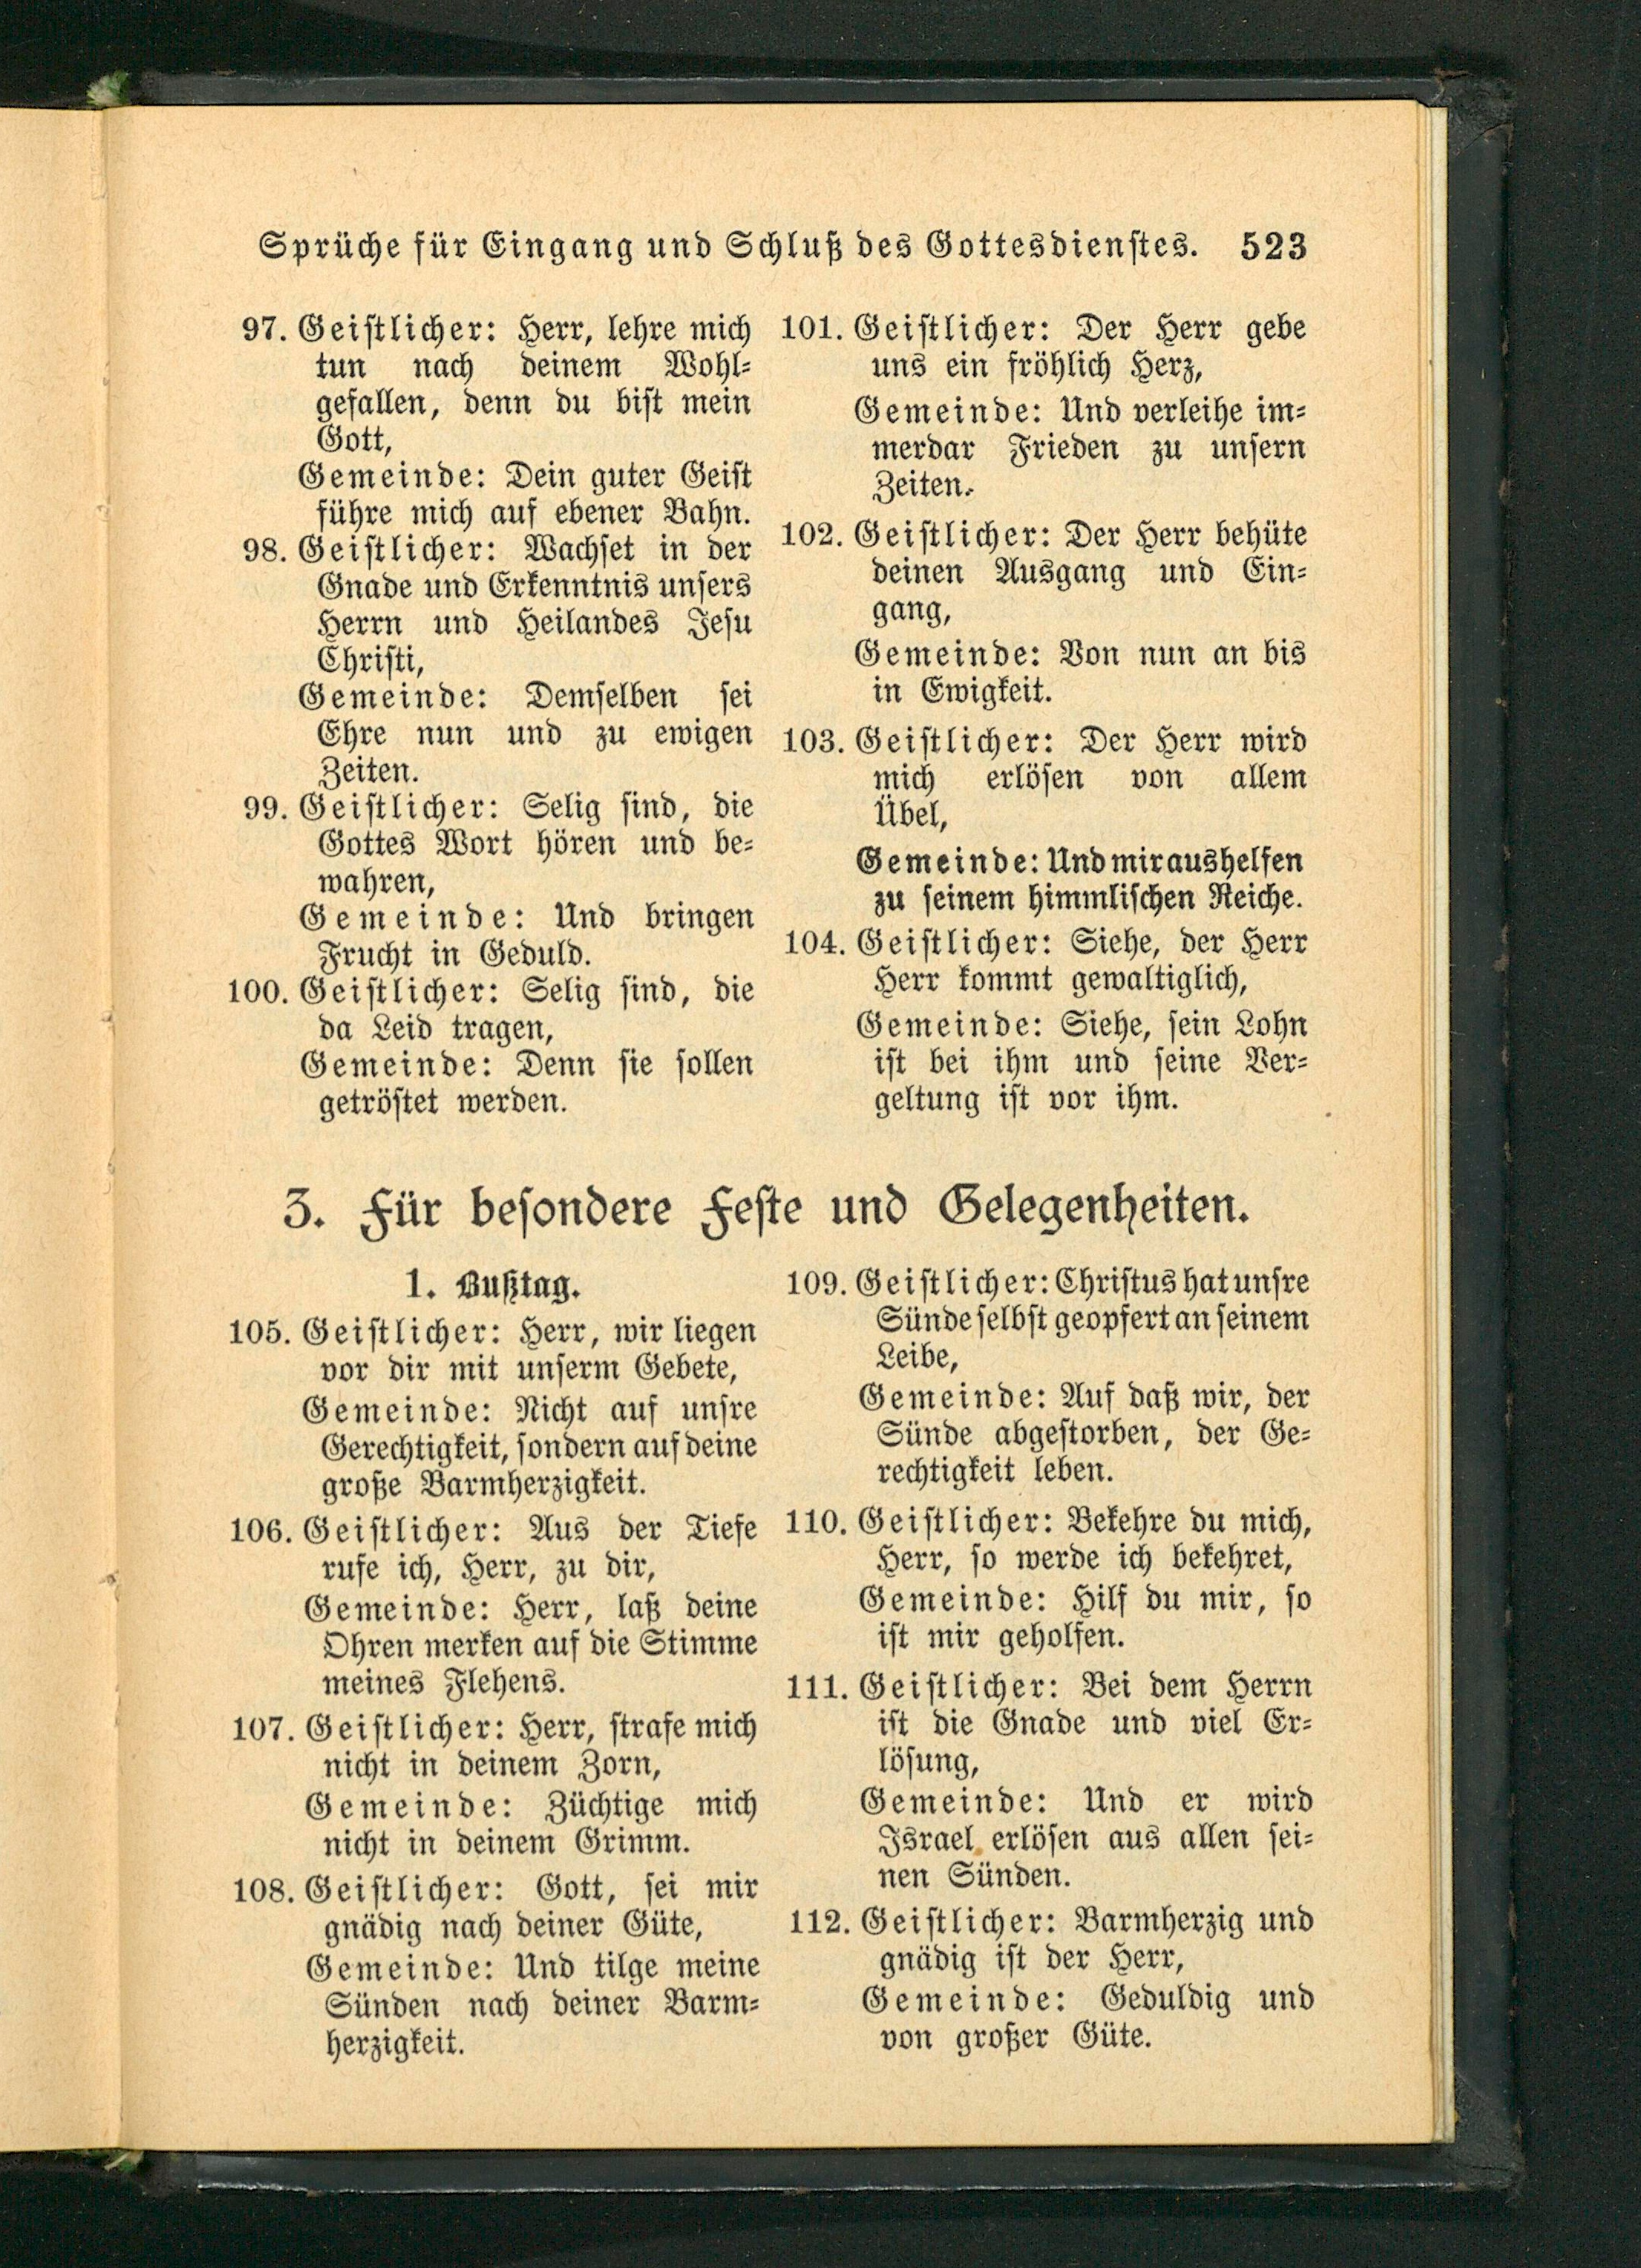 Sprüche für Eingang und Schluß des Gottesdienstes. 523
97. Geistlicher: Herr, lehre mich
tun nach deinem Wohl-
gefallen, denn du bist mein
Gott,
Gemeinde: Dein guter Geist
führe mich auf ebener Bahn.
98. Geistlicher: Wachset in der
Gnade und Erkenntnis unsers
Herrn und Heilandes Jesu
Christi,
Gemeinde: Demselben sei
Ehre nun und zu ewigen
Zeiten.
99. Geistlicher: Selig sind, die
Gottes Wort hören und be-
wahren,
Gemeinde: Und bringen
Frucht in Geduld.
100. Geistlicher: Selig sind, die
da Leid tragen,
Gemeinde: Denn sie sollen
getröstet werden.
101. Geistlicher: Der Herr gebe
uns ein fröhlich Herz,
Gemeinde: Und verleihe im-
merdar Frieden zu unsern
Zeiten.
102. Geistlicher: Der Herr behüte
deinen Ausgang und Ein-
gang,
Gemeinde: Von nun an bis
in Ewigkeit.
103. Geistlicher: Der Herr wird
mich erlösen von allem
Übel,
Gemeinde: Und mir aushelfen
zu seinem himmlischen Reiche.
104. Geistlicher: Siehe, der Herr
Herr kommt gewaltiglich,
Gemeinde: Siehe, sein Lohn
ist bei ihm und seine Ver-
geltung ist vor ihm.
3. Für besondere Feste und Gelegenheiten.
1. Bußtag.
105. Geistlicher: Herr, wir liegen
vor dir mit unserm Gebete,
Gemeinde: Nicht auf unsre
Gerechtigkeit, sondern auf deine
große Barmherzigkeit.
106. Geistlicher: Aus der Tiefe
rufe ich, Herr, zu dir,
Gemeinde: Herr, laß deine
Ohren merken auf die Stimme
meines Flehens.
107. Geistlicher: Herr, strafe mich
nicht in deinem Zorn,
Gemeinde: Züchtige mich
nicht in deinem Grimm.
108. Geistlicher: Gott, sei mir
gnädig nach deiner Güte,
Gemeinde: Und tilge meine
Sünden nach deiner Barm-
herzigkeit.
109. Geistlicher: Christus hat unsre
Sünde selbst geopfert an seinem
Leibe,
Gemeinde: Auf daß wir, der
Sünde abgestorben, der Ge-
rechtigkeit leben.
110. Geistlicher: Bekehre du mich,
Herr, so werde ich bekehret,
Gemeinde: Hilf du mir, so
ist mir geholfen.
111. Geistlicher: Bei dem Herrn
ist die Gnade und viel Er-
lösung,
Gemeinde: Und er wird
Israel erlösen aus allen sei-
nen Sünden.
112. Geistlicher: Barmherzig und
gnädig ist der Herr,
Gemeinde: Geduldig und
von großer Güte.